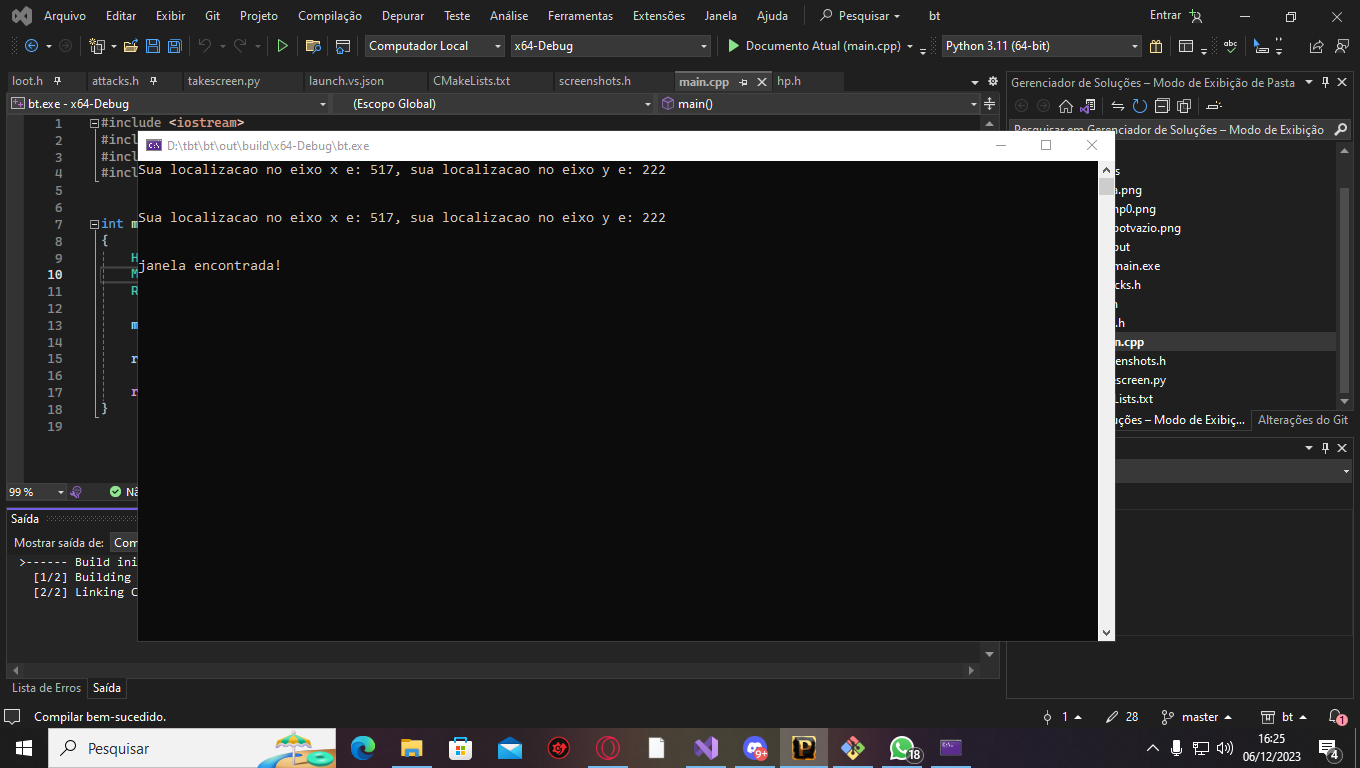 Arquivo Editar Exibir Git Projeto Compilação Depurar Teste Análise Ferramentas Extensões Janela Ajuda Pesquisar bt Entrar
Computador Local x64-Debug Documento Atual (main.cpp) Python 3.11 (64-bit)
loot.h attacks.h takescreen.py launch.vs.json CMakeLists.txt screenshots.h main.cpp hp.h
Gerenciador de Soluções – Modo de Exibição de Pasta
bt.exe - x64-Debug (Escopo Global) main()
Pesquisar em Gerenciador de Soluções – Modo de Exibição
1 #include <iostream>
2 #incl
3 #incl
4 #incl
5
6
7 int m
8 {
9 H
10 M
11 R
12
13 m
14
15 r
16
17 r
18 }
19
D:\tbt\bt\out\build\x64-Debug\bt.exe
Sua localizacao no eixo x e: 517, sua localizacao no eixo y e: 222
Sua localizacao no eixo x e: 517, sua localizacao no eixo y e: 222
janela encontrada!
s
a.png
np0.png
potvazio.png
out
main.exe
cks.h
.h
n.cpp
enshots.h
escreen.py
Lists.txt
uções – Modo de Exibiç... Alterações do Git
99 % Nã
Saída
Mostrar saída de: Com
>------ Build ini
[1/2] Building
[2/2] Linking C
Lista de Erros Saída
Compilar bem-sucedido. 1 28 master bt 1
Pesquisar 9+ 18 16:25
06/12/2023 4